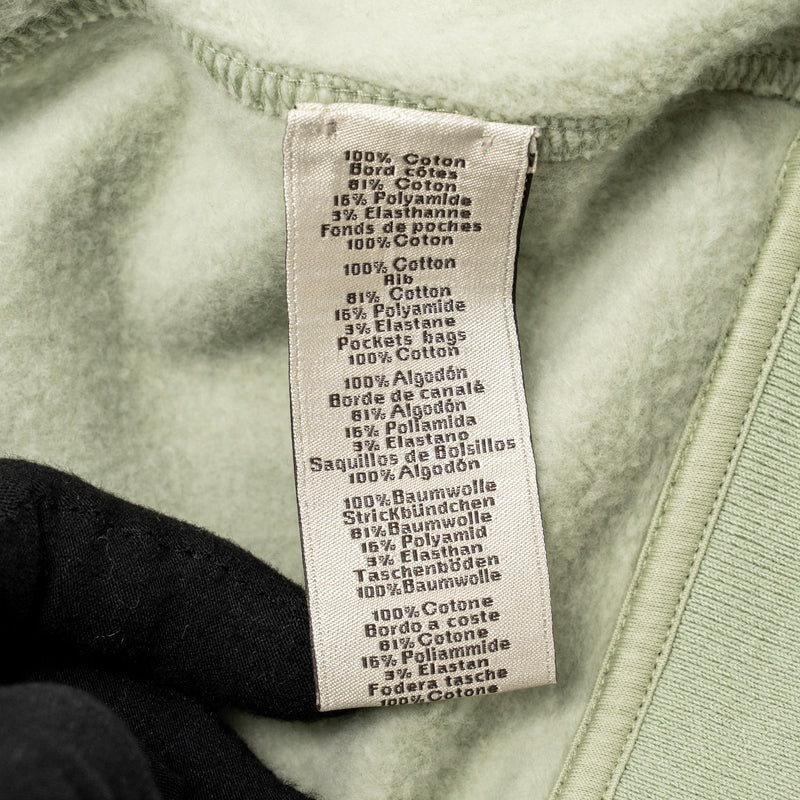 100% Coton
Bord côtes
81% Coton
16% Polyamide
3% Elasthanne
Fonds de poches
100% Coton
100% Cotton
Rib
81% Cotton
16% Polyamide
3% Elastane
Pockets bags
100% Cotton
100% Algodón
Borde de canalé
81% Algodón
16% Poliamida
3% Elastano
Saquillos de Bolsillos
100% Algodón
100% Baumwolle
Strickbündchen
81% Baumwolle
16% Polyamid
3% Elasthan
Taschenböden
100% Baumwolle
100% Cotone
Bordo a coste
81% Cotone
16% Poliammide
3% Elastan
Fodera tasche
100% Cotone